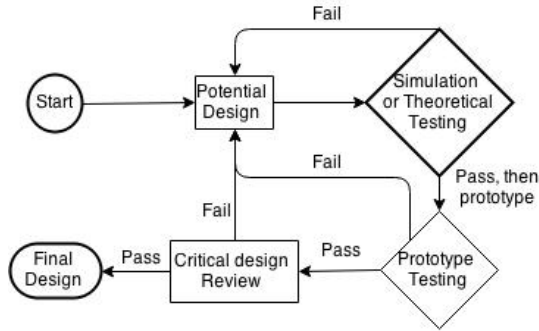 Fail
Start
Potential
Design
Simulation
or Theoretical
Testing
Fail
Pass, then
prototype
Fail
Final
Design
Pass
Critical design
Review
Pass
Prototype
Testing